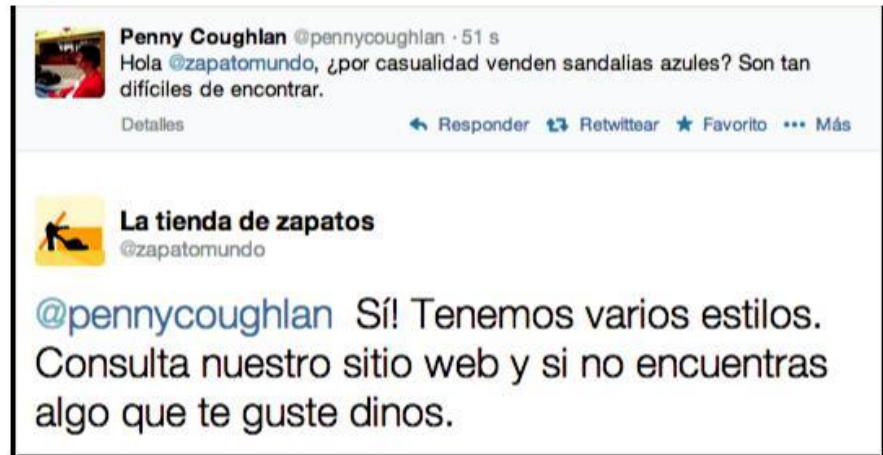 Penny Coughlan @pennycoughlan · 51 s
Hola @zapatomundo, ¿por casualidad venden sandalias azules? Son tan
difíciles de encontrar.
Detalles Responder Retwittear Favorito Más
La tienda de zapatos
@zapatomundo
@pennycoughlan Sí! Tenemos varios estilos.
Consulta nuestro sitio web y si no encuentras
algo que te guste dinos.